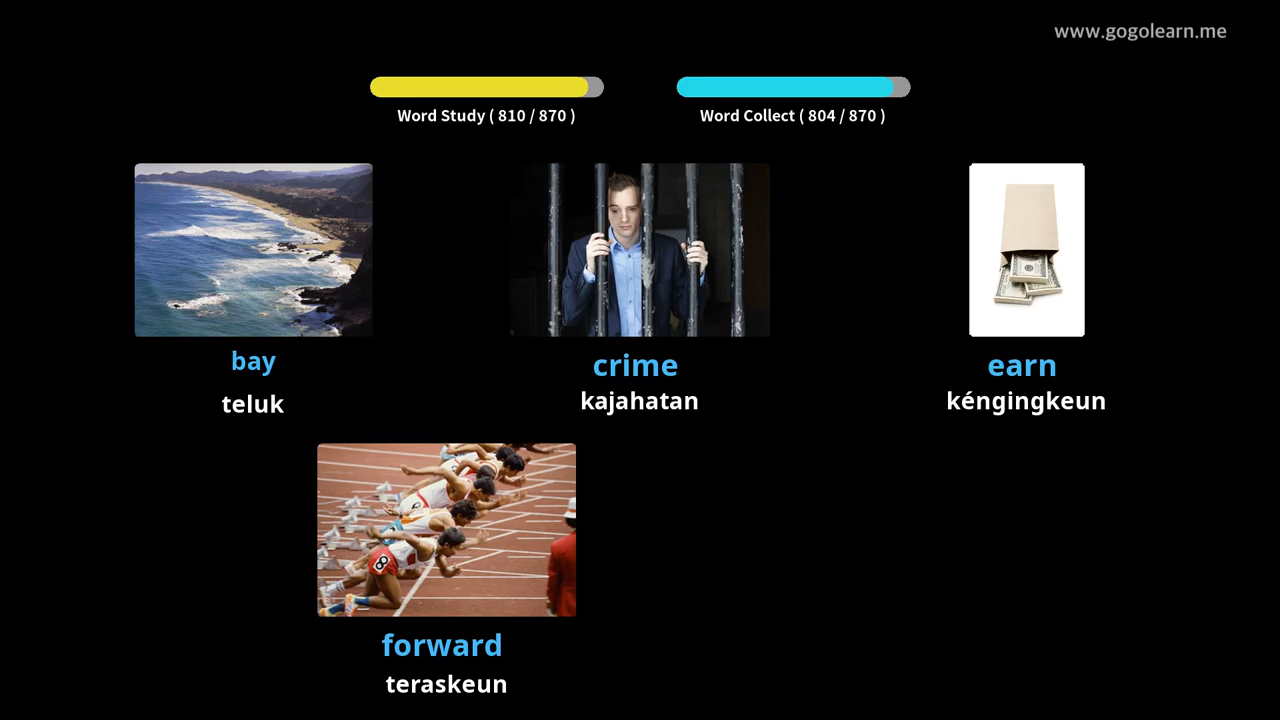 www.gogolearn.me
Word Study ( 810 / 870 )
Word Collect ( 804 / 870 )
bay
teluk
crime
kajahatan
earn
kéngingkeun
8
forward
teraskeun